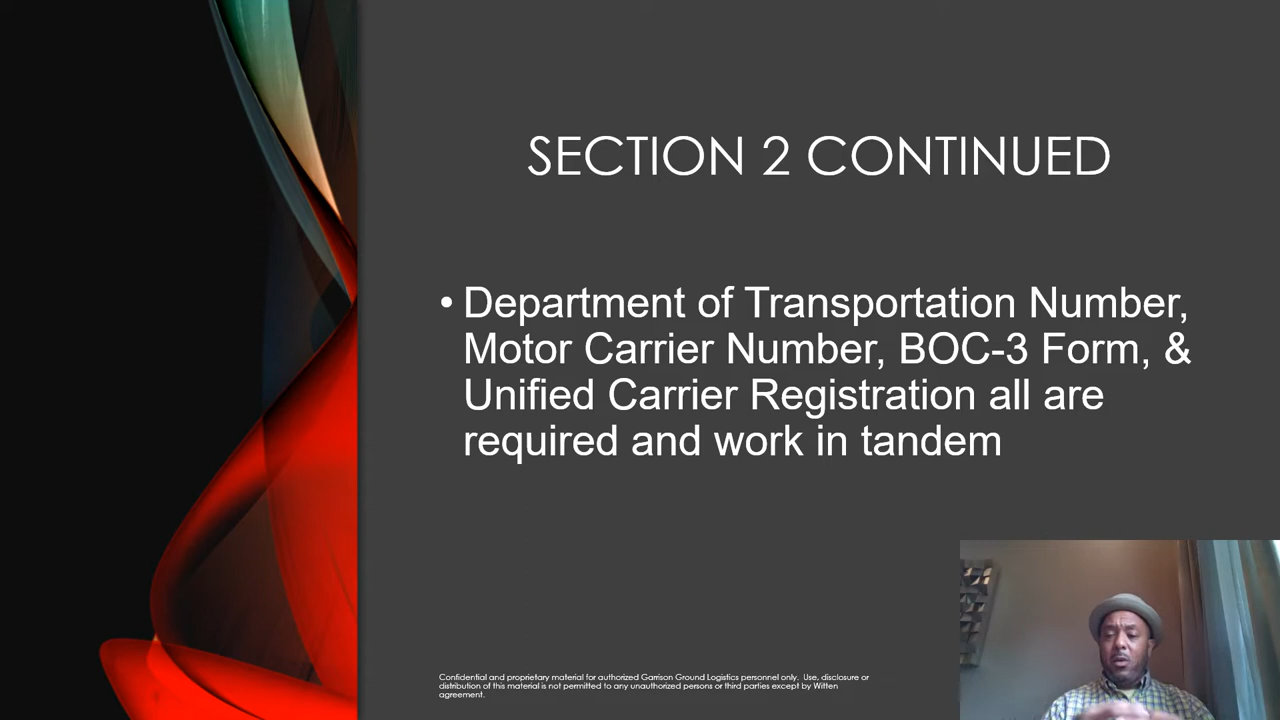 SECTION 2 CONTINUED
• Department of Transportation Number,
Motor Carrier Number, BOC-3 Form, &
Unified Carrier Registration all are
required and work in tandem
Confidential and proprietary material for authorized Garrison Ground Logistics personnel only. Use, disclosure or
distribution of this material is not permitted to any unauthorized persons or third parties except by Witten
agreement.